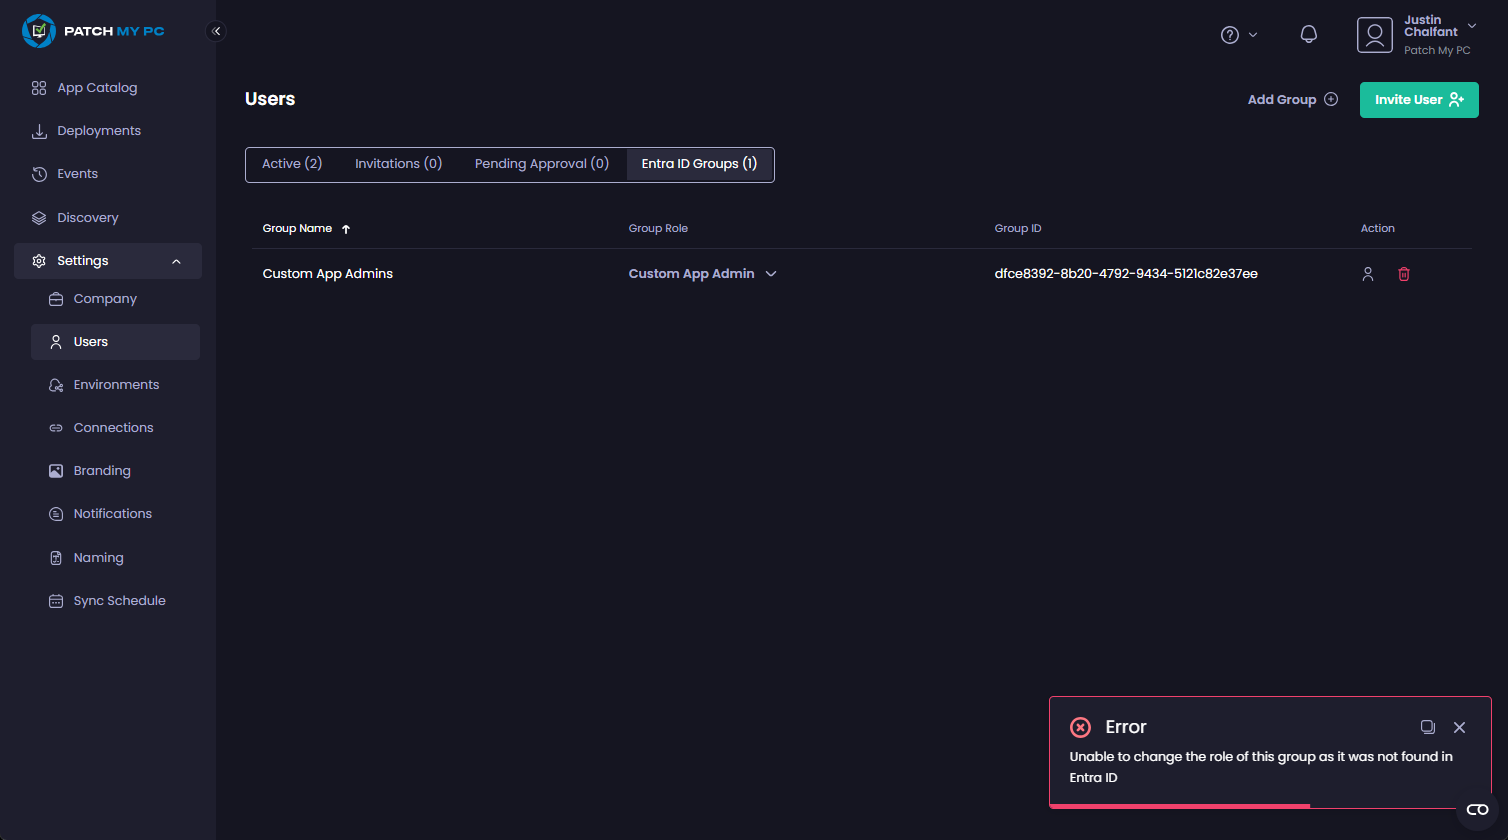 PATCH MY PC
Justin
Chalfant
Patch My PC
App Catalog
Deployments
Events
Discovery
Settings
Company
Users
Environments
Connections
Branding
Notifications
Naming
Sync Schedule
Users
Add Group
Invite User
Active (2)
Invitations (0)
Pending Approval (0)
Entra ID Groups (1)
Group Name
Group Role
Group ID
Action
Custom App Admins
Custom App Admin
dfce8392-8b20-4792-9434-5121c82e37ee
Error
Unable to change the role of this group as it was not found in
Entra ID